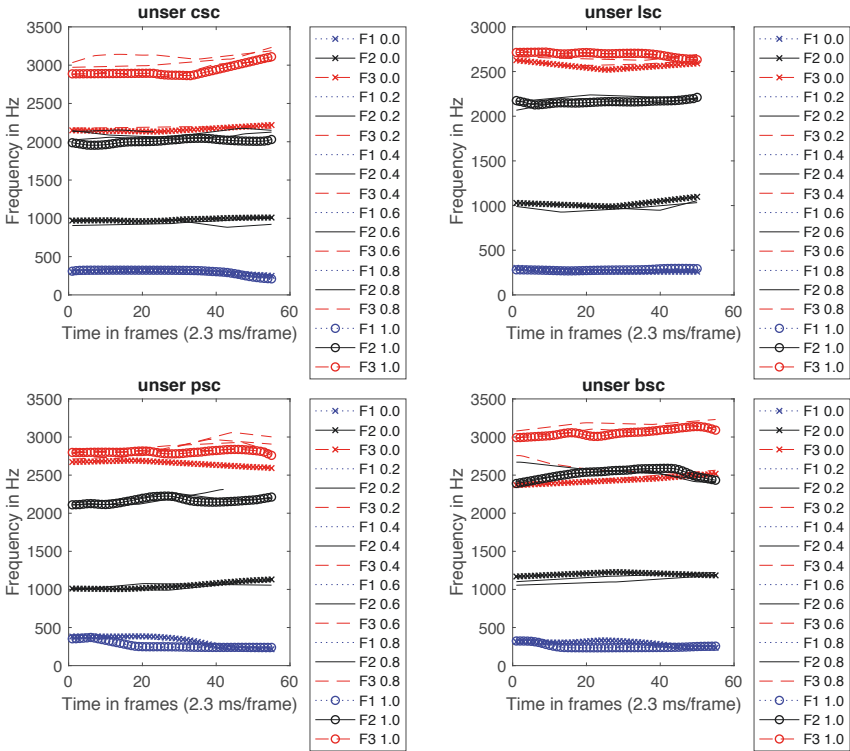 unser csc
3500
3000
2500
2000
1500
1000
500
0
0 20 40 60
Frequency in Hz
Time in frames (2.3 ms/frame)
F1 0.0
F2 0.0
F3 0.0
F1 0.2
F2 0.2
F3 0.2
F1 0.4
F2 0.4
F3 0.4
F1 0.6
F2 0.6
F3 0.6
F1 0.8
F2 0.8
F3 0.8
F1 1.0
F2 1.0
F3 1.0
unser lsc
3000
2500
2000
1500
1000
500
0
0 20 40 60
Frequency in Hz
Time in frames (2.3 ms/frame)
F1 0.0
F2 0.0
F3 0.0
F1 0.2
F2 0.2
F3 0.2
F1 0.4
F2 0.4
F3 0.4
F1 0.6
F2 0.6
F3 0.6
F1 0.8
F2 0.8
F3 0.8
F1 1.0
F2 1.0
F3 1.0
unser psc
3500
3000
2500
2000
1500
1000
500
0
0 20 40 60
Frequency in Hz
Time in frames (2.3 ms/frame)
F1 0.0
F2 0.0
F3 0.0
F1 0.2
F2 0.2
F3 0.2
F1 0.4
F2 0.4
F3 0.4
F1 0.6
F2 0.6
F3 0.6
F1 0.8
F2 0.8
F3 0.8
F1 1.0
F2 1.0
F3 1.0
unser bsc
3500
3000
2500
2000
1500
1000
500
0
0 20 40 60
Frequency in Hz
Time in frames (2.3 ms/frame)
F1 0.0
F2 0.0
F3 0.0
F1 0.2
F2 0.2
F3 0.2
F1 0.4
F2 0.4
F3 0.4
F1 0.6
F2 0.6
F3 0.6
F1 0.8
F2 0.8
F3 0.8
F1 1.0
F2 1.0
F3 1.0